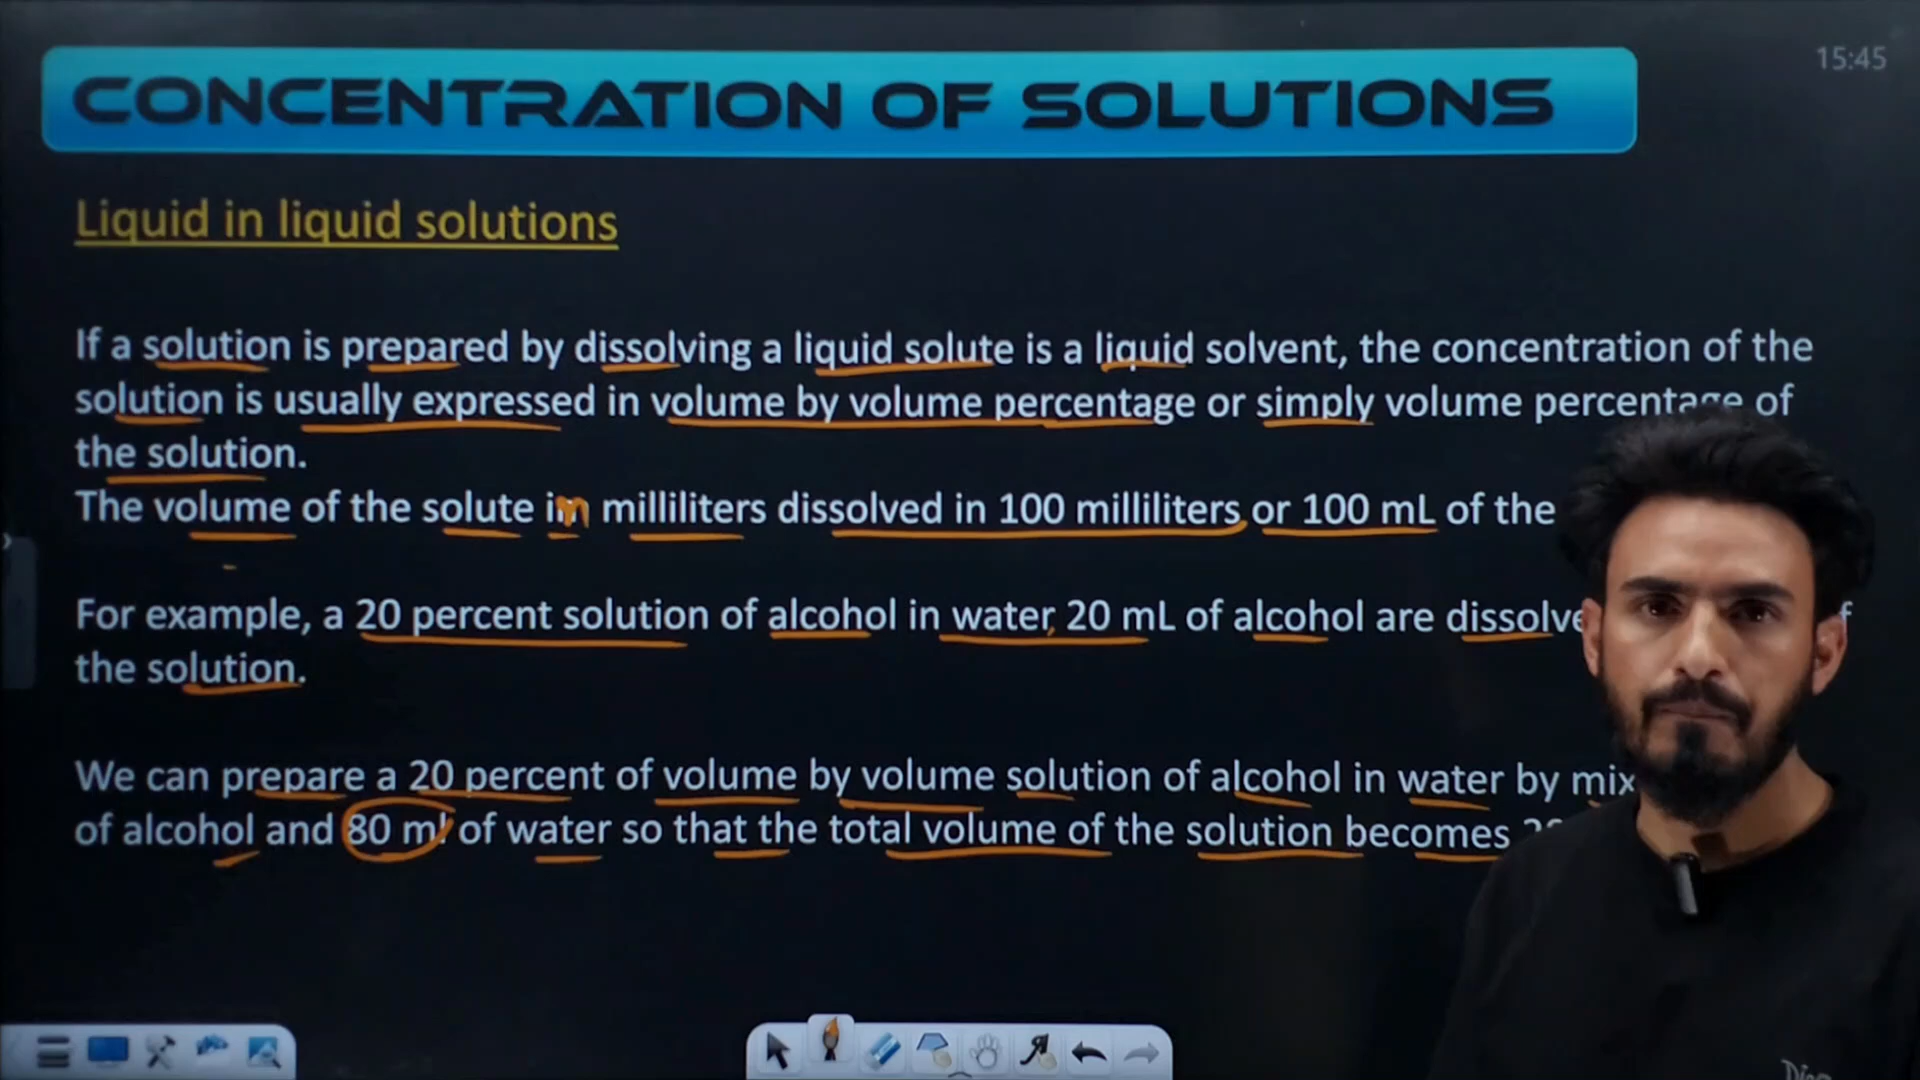 CONCENTRATION OF SOLUTIONS
15:45
Liquid in liquid solutions
If a solution is prepared by dissolving a liquid solute is a liquid solvent, the concentration of the
solution is usually expressed in volume by volume percentage or simply volume percentage of
the solution.
The volume of the solute in milliliters dissolved in 100 milliliters or 100 mL of the
For example, a 20 percent solution of alcohol in water, 20 mL of alcohol are
the solution.
We can prepare a 20 percent of volume by volume solution of alcohol in water by
of alcohol and 80 ml of water so that the total volume of the solution becomes